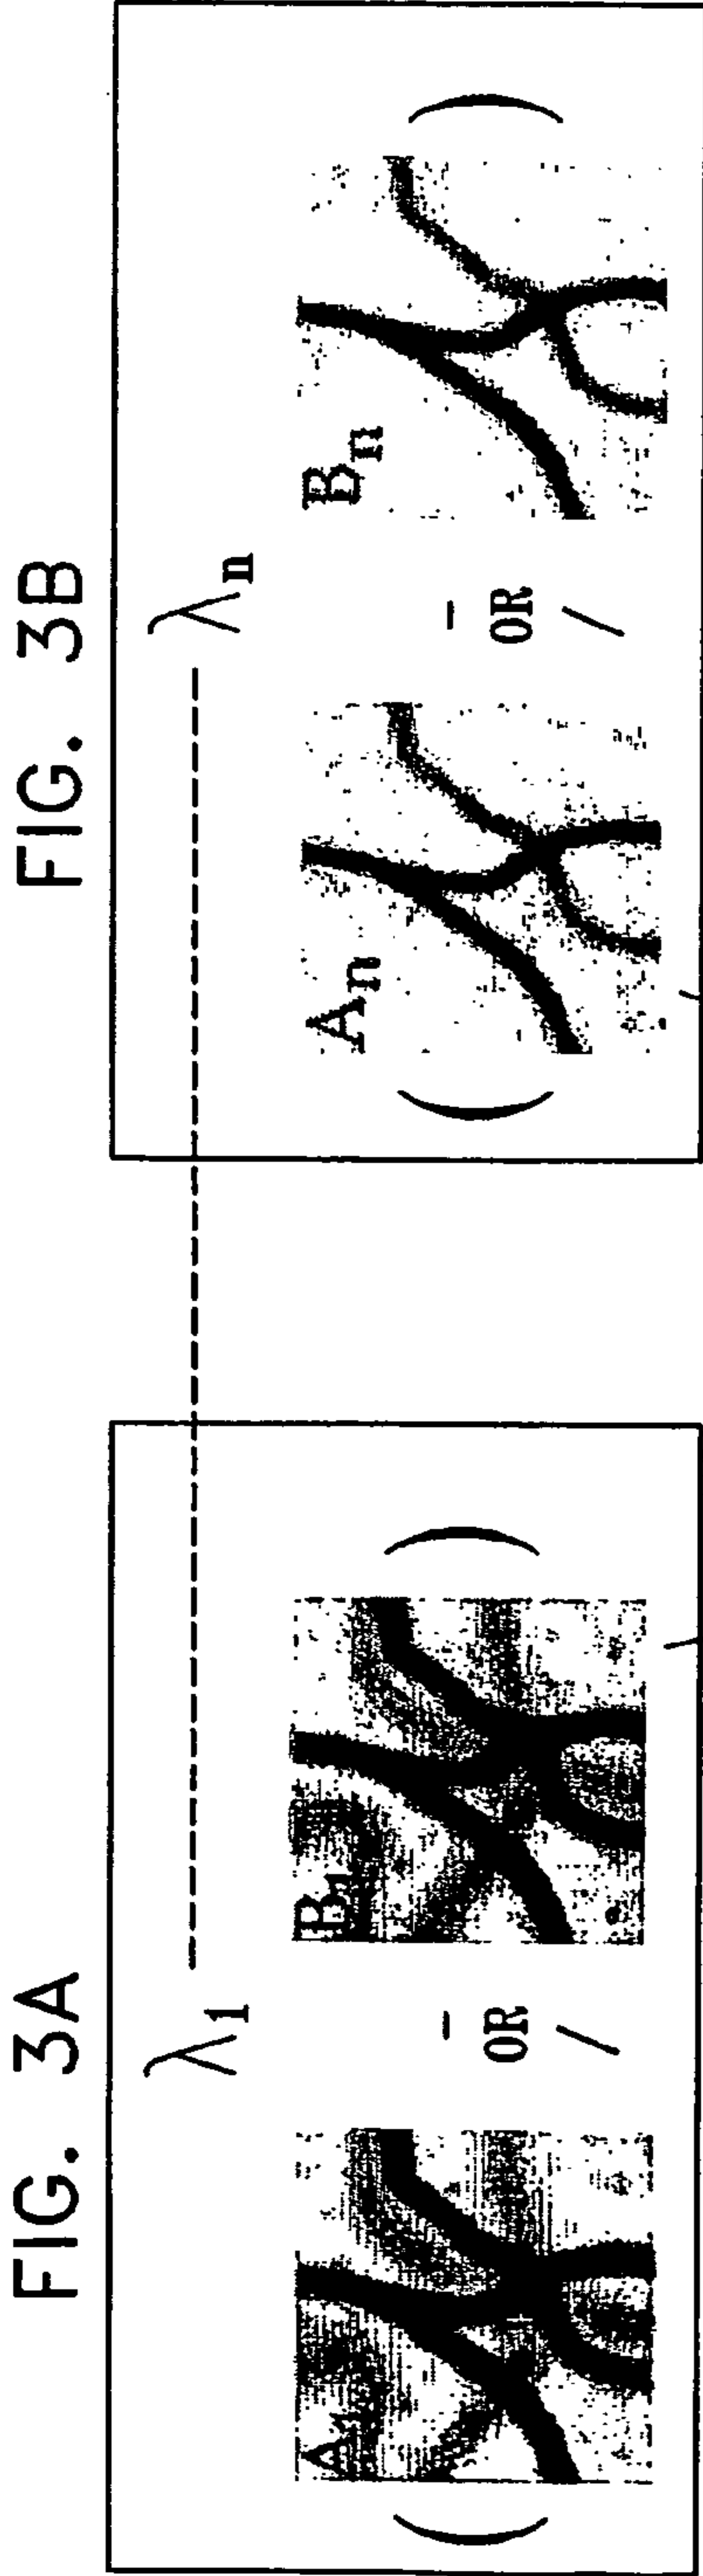 FIG. 3A
λ1
(
A1
-
OR
/
B1
)
FIG. 3B
λn
(
An
-
OR
/
Bn
)